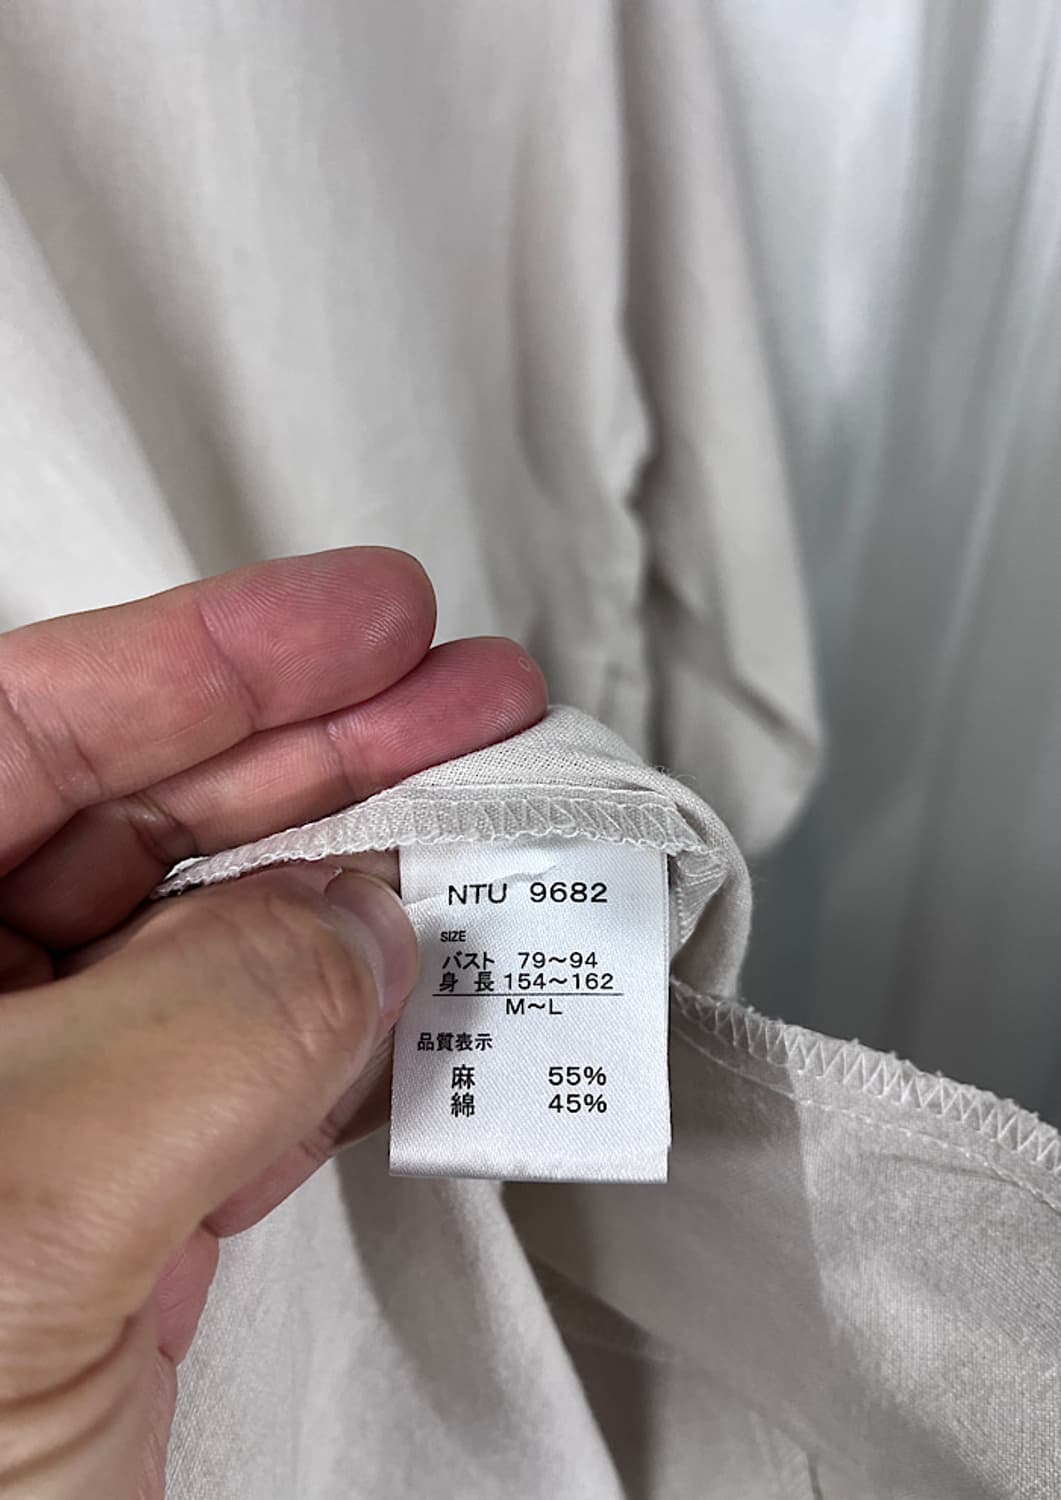 NTU 9682
SIZE
バスト 79～94
身長 154～162
M～L
品質表示
麻 55%
綿 45%